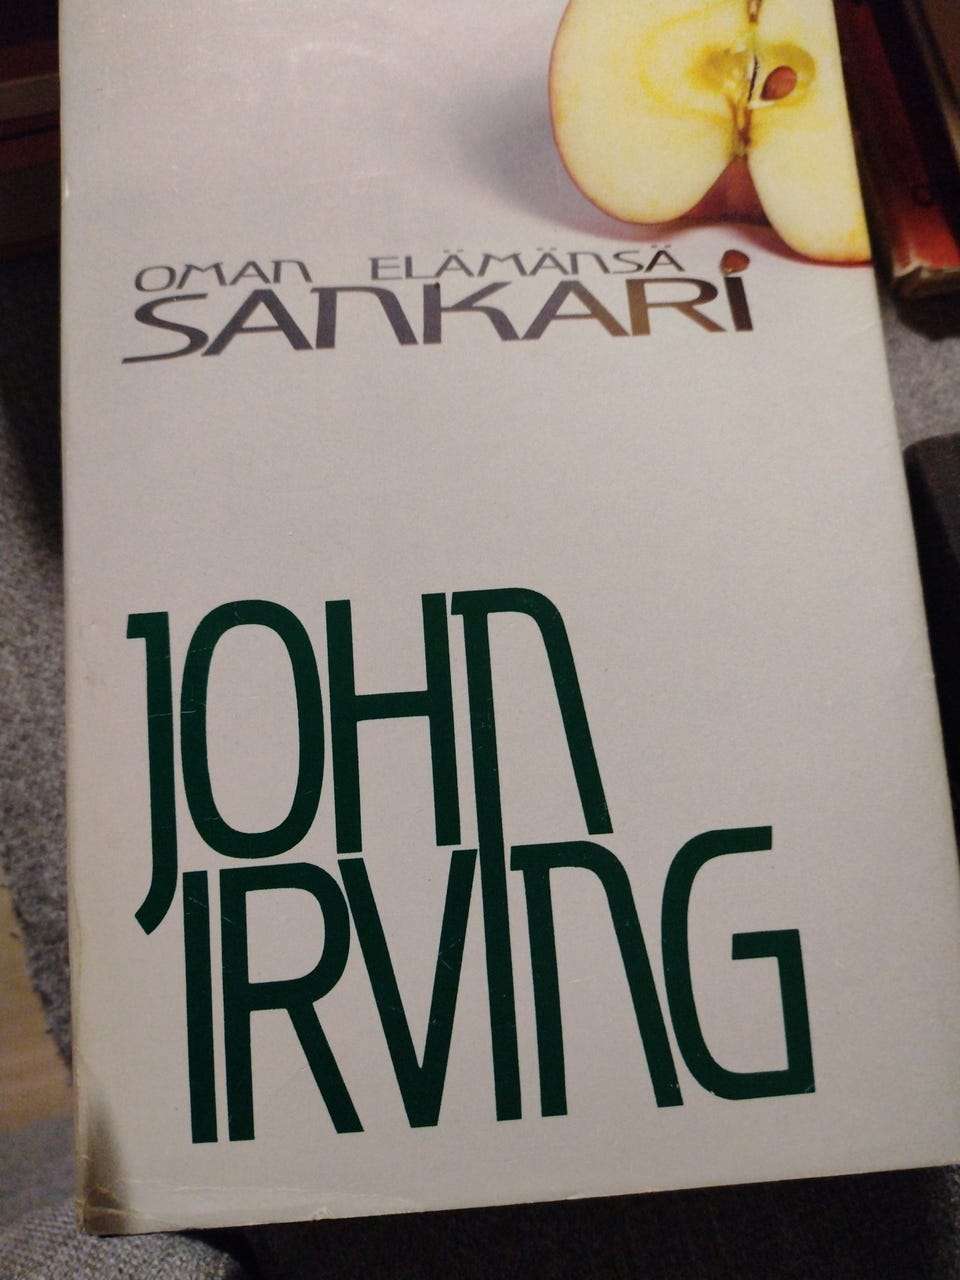 OMAN ELÄMÄNSÄ
SANKARI
JOHN
IRVING